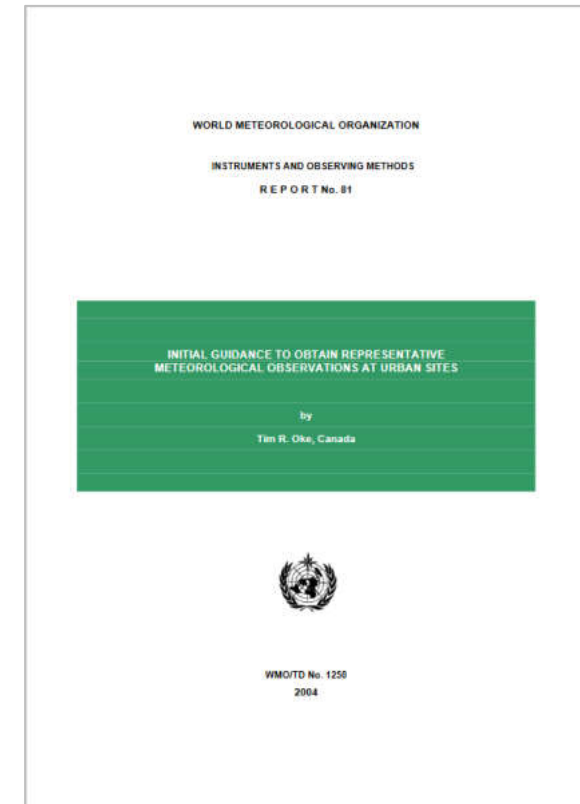 WORLD METEOROLOGICAL ORGANIZATION
INSTRUMENTS AND OBSERVING METHODS
R E P O R T No. 81
INITIAL GUIDANCE TO OBTAIN REPRESENTATIVE
METEOROLOGICAL OBSERVATIONS AT URBAN SITES
by
Tim R. Oke, Canada
WMO/TD No. 1250
2004